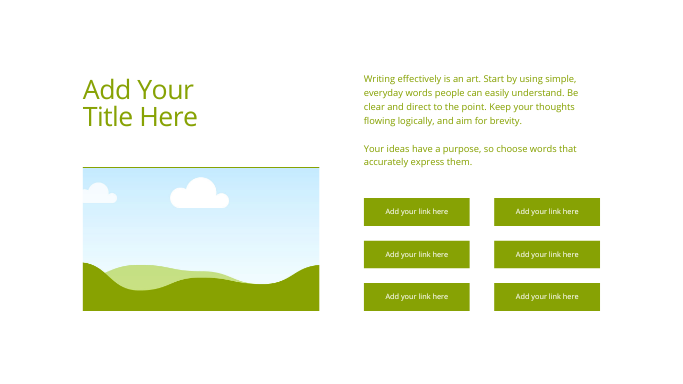 Add Your
Title Here
Writing effectively is an art. Start by using simple,
everyday words people can easily understand. Be
clear and direct to the point. Keep your thoughts
flowing logically, and aim for brevity.
Your ideas have a purpose, so choose words that
accurately express them.
Add your link here
Add your link here
Add your link here
Add your link here
Add your link here
Add your link here